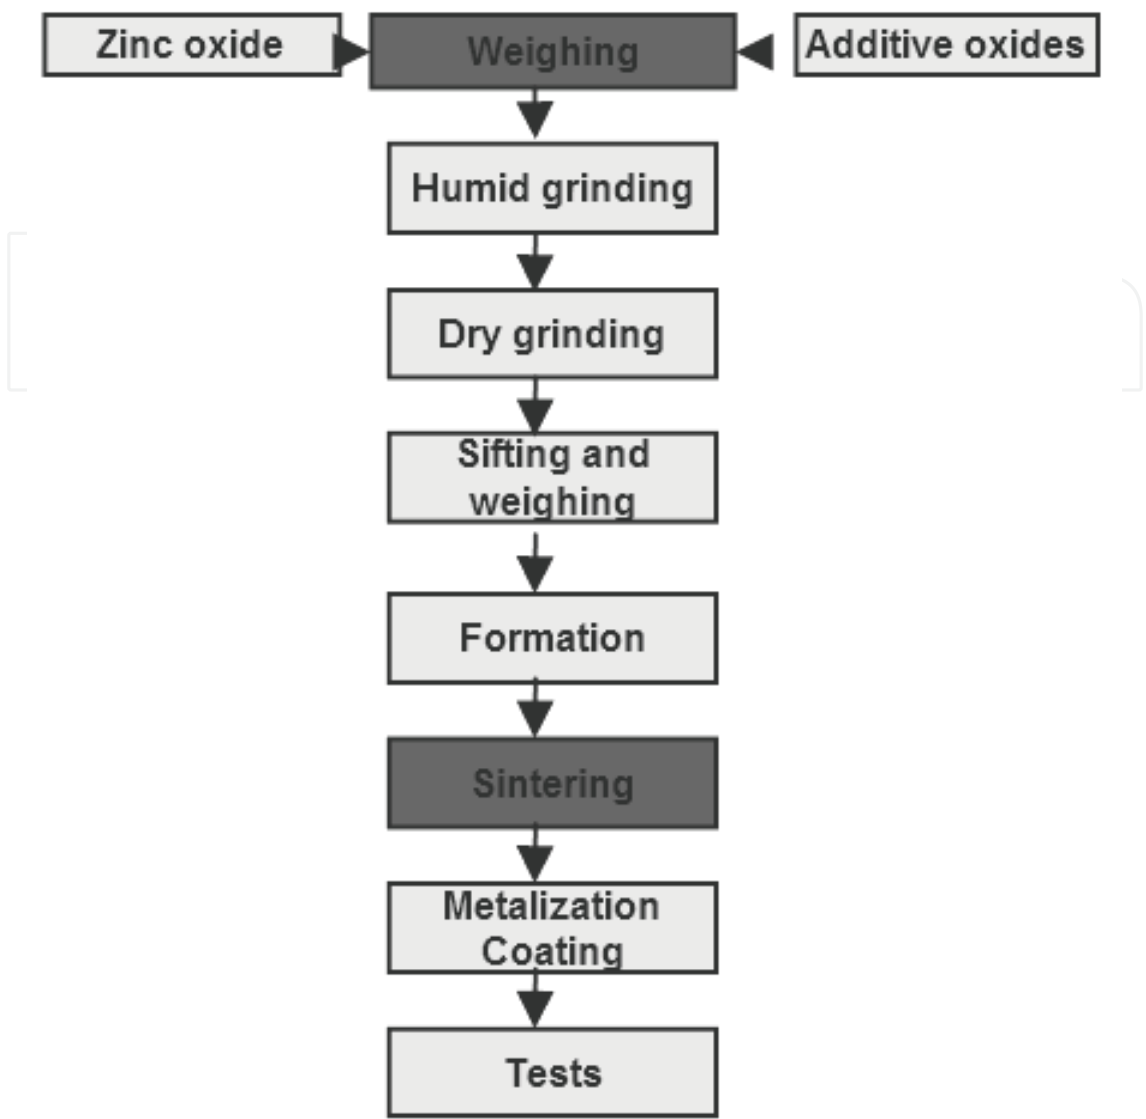 Zinc oxide
Weighing
Additive oxides
Humid grinding
Dry grinding
Sifting and
weighing
Formation
Sintering
Metalization
Coating
Tests